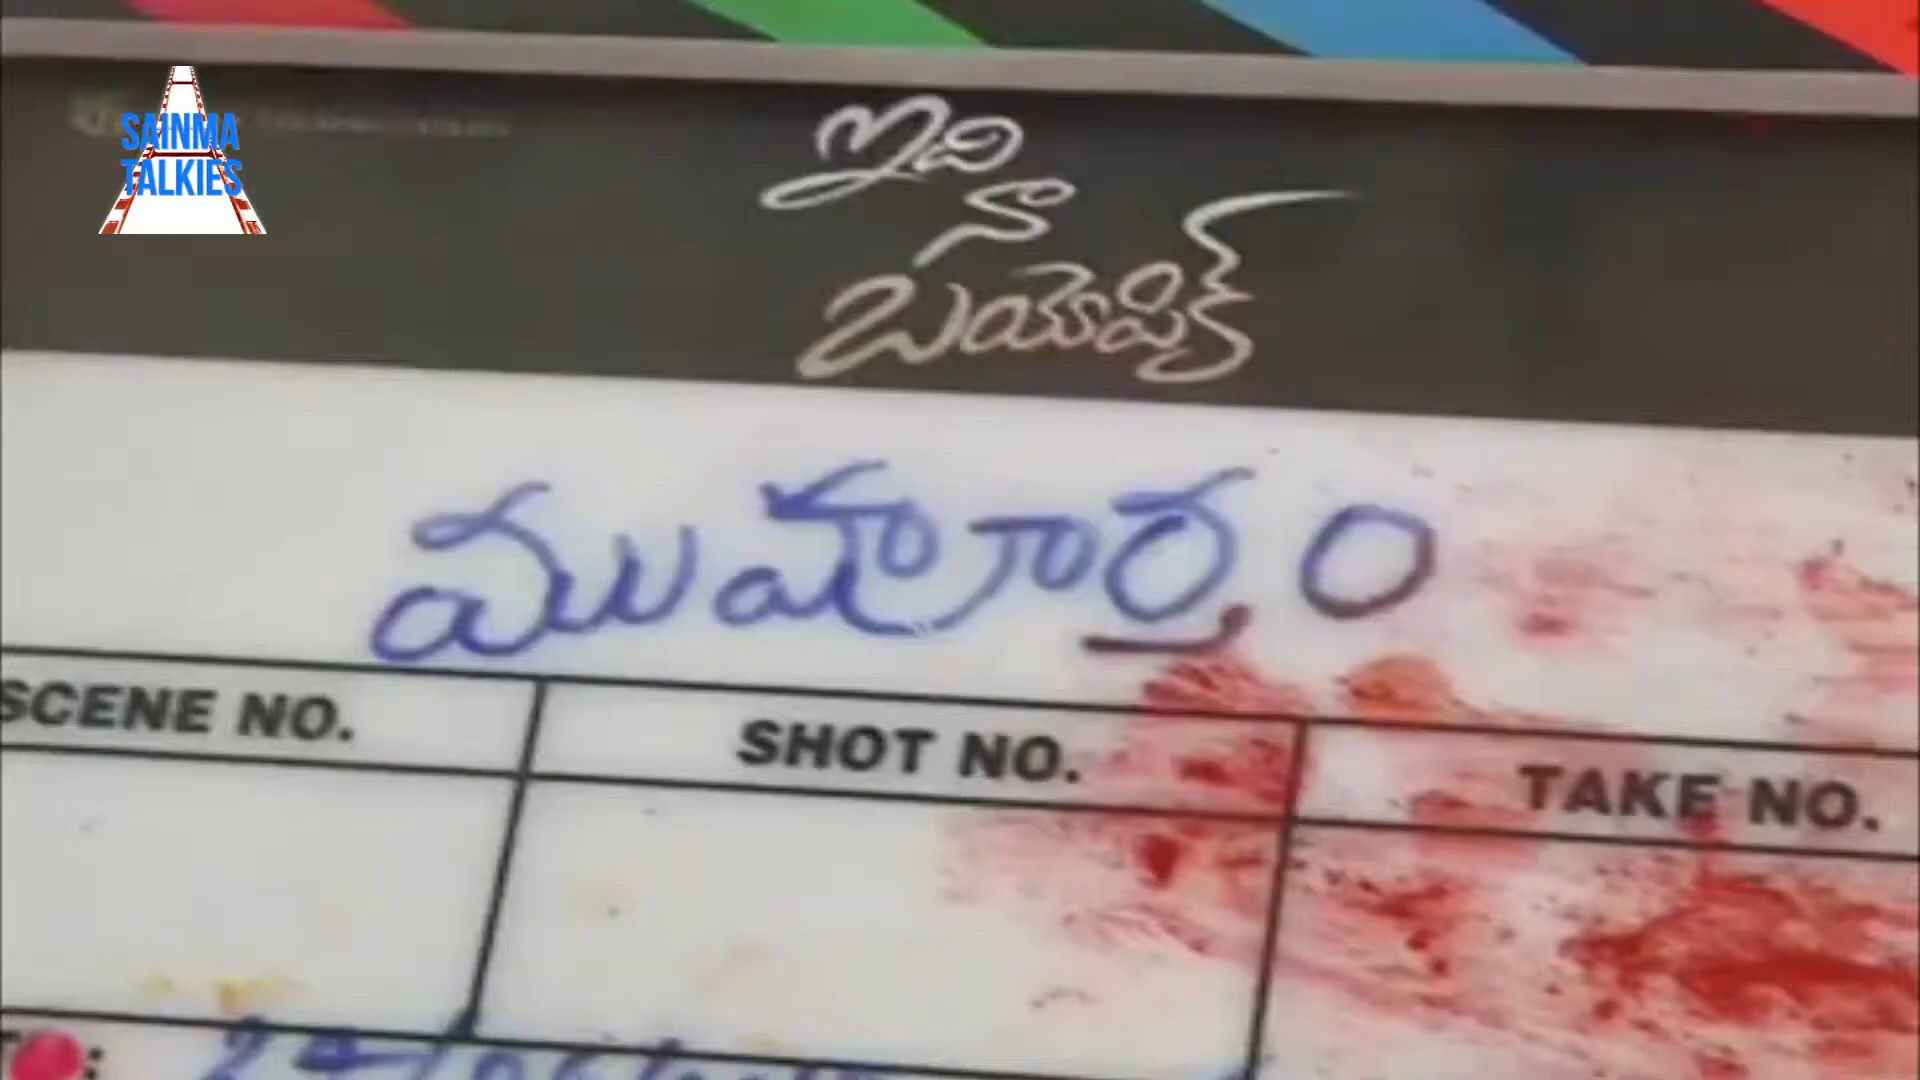 SAINMA
TALKIES
ఇది
నా
బయోపిక్
ముహూర్తం
SCENE NO.
SHOT NO.
TAKE NO.